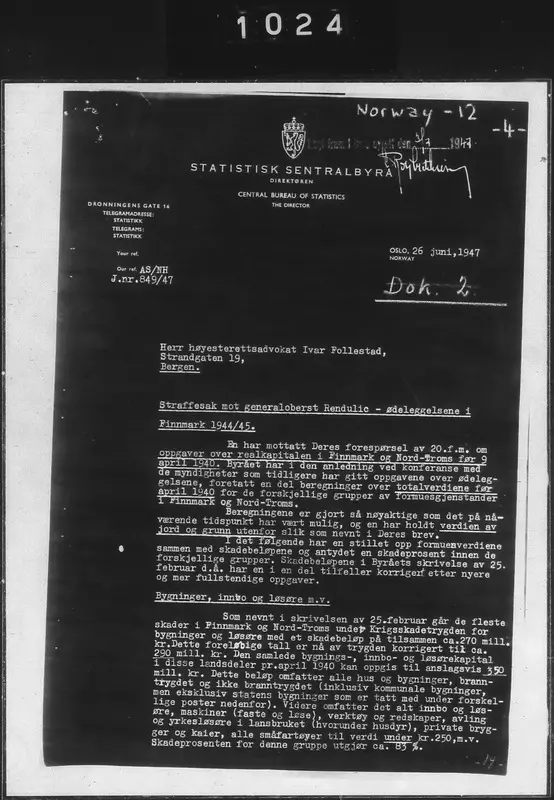 1024
Norway - 12
-4-
1947
STATISTISK SENTRALBYRÅ
DIREKTØREN
CENTRAL BUREAU OF STATISTICS
THE DIRECTOR
DRONNINGENS GATE 16
TELEGRAMADRESSE:
STATISTIKK
TELEGRAMS:
STATISTIKK
Your ref.
Our ref. AS/NH
J.nr.849/47
OSLO, 26 juni,1947
NORWAY
Dok. 2.
Herr høyesterettsadvokat Ivar Follestad,
Strandgaten 19,
Bergen.
Straffesak mot generaloberst Rendulic - ødeleggelsene i
Finnmark 1944/45.
En har mottatt Deres forespørsel av 20.f.m. om
oppgaver over realkapitalen i Finnmark og Nord-Troms før 9
april 1940. Byrået har i den anledning ved konferanse med
de myndigheter som tidligere har gitt oppgavene over ødeleg-
gelsene, foretatt en del beregninger over totalverdiene før
april 1940 for de forskjellige grupper av formuesgjenstander
i Finnmark og Nord-Troms.
Beregningene er gjort så nøyaktige som det på nå-
værende tidspunkt har vært mulig, og en har holdt verdien av
jord og grunn utenfor slik som nevnt i Deres brev.
I det følgende har en stillet opp formuenverdiene
sammen med skadebeløpene og antydet en skadeprosent innen de
forskjellige grupper. Skadebeløpene i Byråets skrivelse av 25.
februar d.å. har en i en del tilfeller korrigert etter nyere
og mer fullstendige oppgaver.
Bygninger, innbo og løsøre m.v.
Som nevnt i skrivelsen av 25.februar går de fleste
skader i Finnmark og Nord-Troms under Krigsskadetrygden for
bygninger og løsøre med et skadebeløp på tilsammen ca.270 mill.
kr.Dette foreløbige tall er nå av trygden korrigert til ca.
290 mill. kr. Den samlede bygnings-, innbo- og løsørekapital
i disse landsdeler pr.april 1940 kan oppgis til anslagsvis 350
mill. kr. Dette beløp omfatter alle hus og bygninger, brann-
trygdet og ikke branntrygdet (inklusiv kommunale bygninger,
men eksklusiv statens bygninger som er tatt med under forskel-
lige poster nedenfor). Videre omfatter det alt innbo og løs-
øre, maskiner (faste og løse), verktøy og redskaper, avling
og yrkesløsøre i lansbruket (hvorunder husdyr), private bryg-
ger og kaier, alle småfartøyer til verdi under kr.250,m.v.
Skadeprosenten for denne gruppe utgjør ca. 83 %.
-17-